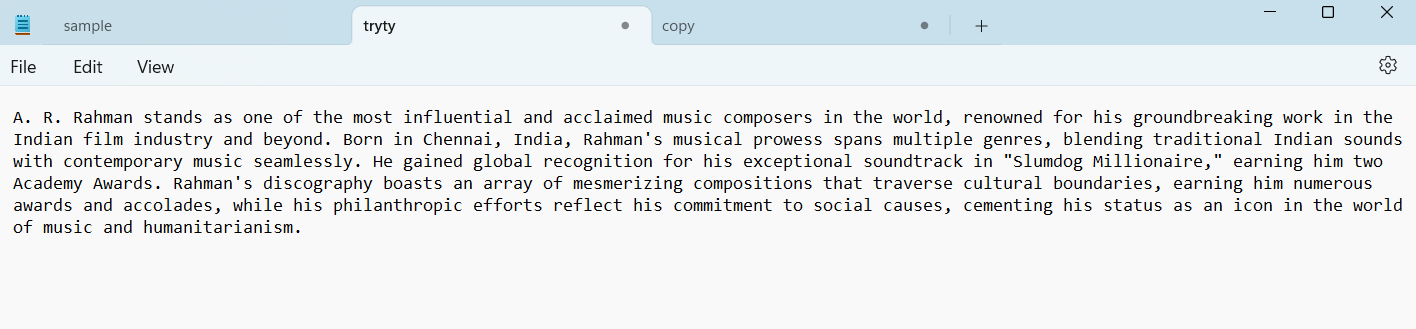 sample tryty copy
File Edit View
A. R. Rahman stands as one of the most influential and acclaimed music composers in the world, renowned for his groundbreaking work in the
Indian film industry and beyond. Born in Chennai, India, Rahman's musical prowess spans multiple genres, blending traditional Indian sounds
with contemporary music seamlessly. He gained global recognition for his exceptional soundtrack in "Slumdog Millionaire," earning him two
Academy Awards. Rahman's discography boasts an array of mesmerizing compositions that traverse cultural boundaries, earning him numerous
awards and accolades, while his philanthropic efforts reflect his commitment to social causes, cementing his status as an icon in the world
of music and humanitarianism.